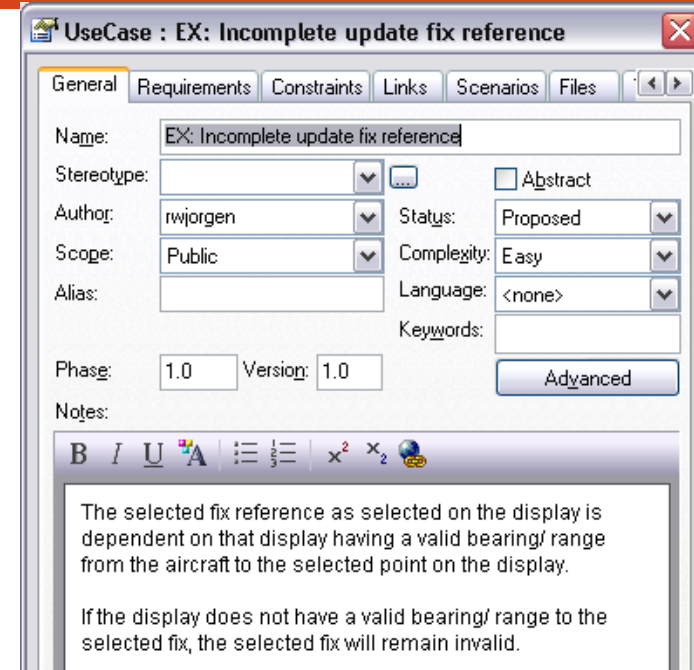 UseCase : EX: Incomplete update fix reference
General Requirements Constraints Links Scenarios Files
Name: EX: Incomplete update fix reference
Stereotype: ... Abstract
Author: rwjorgen Status: Proposed
Scope: Public Complexity: Easy
Alias: Language: <none>
Keywords:
Phase: 1.0 Version: 1.0 Advanced
Notes:
B I U A x² x₂
The selected fix reference as selected on the display is
dependent on that display having a valid bearing/ range
from the aircraft to the selected point on the display.
If the display does not have a valid bearing/ range to the
selected fix, the selected fix will remain invalid.